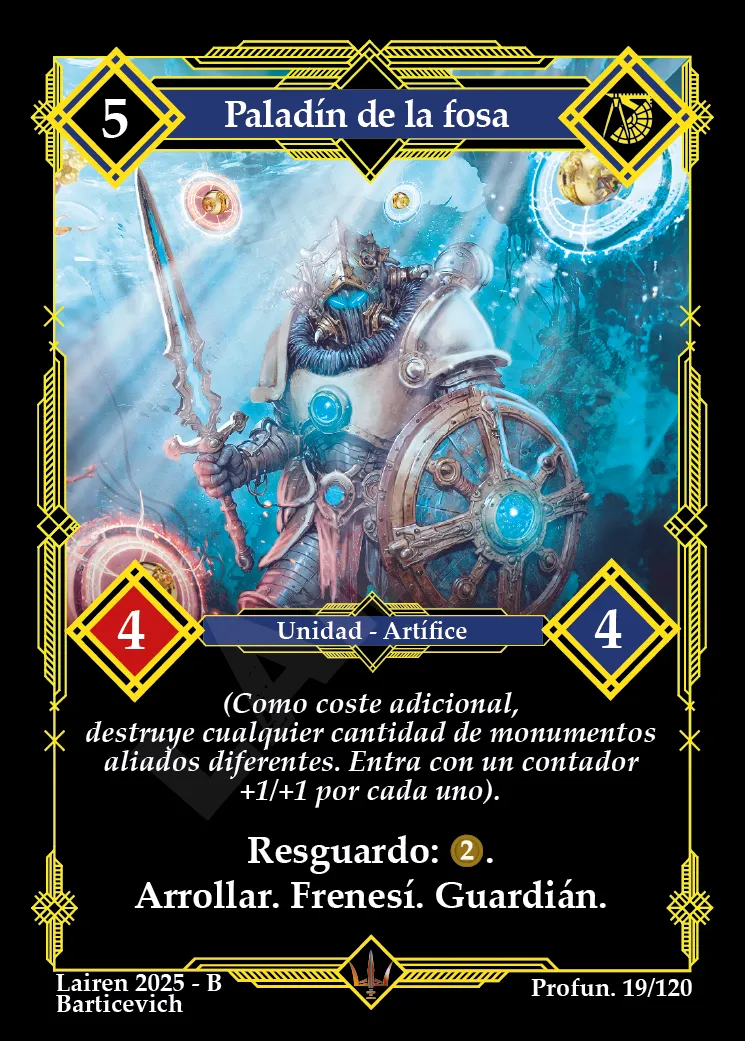 5
Paladín de la fosa
4
Unidad - Artífice
4
(Como coste adicional,
destruye cualquier cantidad de monumentos
aliados diferentes. Entra con un contador
+1/+1 por cada uno).
Resguardo: 2.
Arrollar. Frenesí. Guardián.
Lairen 2025 - B
Barticevich
Profun. 19/120